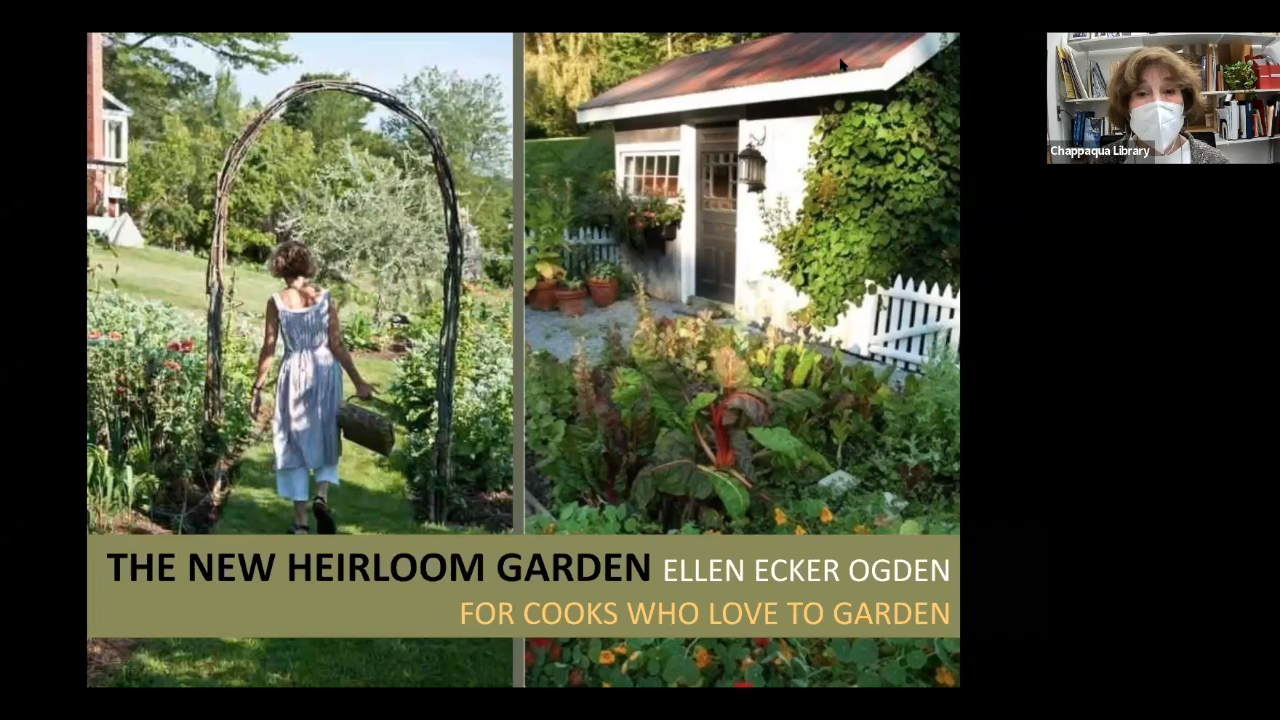 THE NEW HEIRLOOM GARDEN ELLEN ECKER OGDEN
FOR COOKS WHO LOVE TO GARDEN
Chappaqua Library